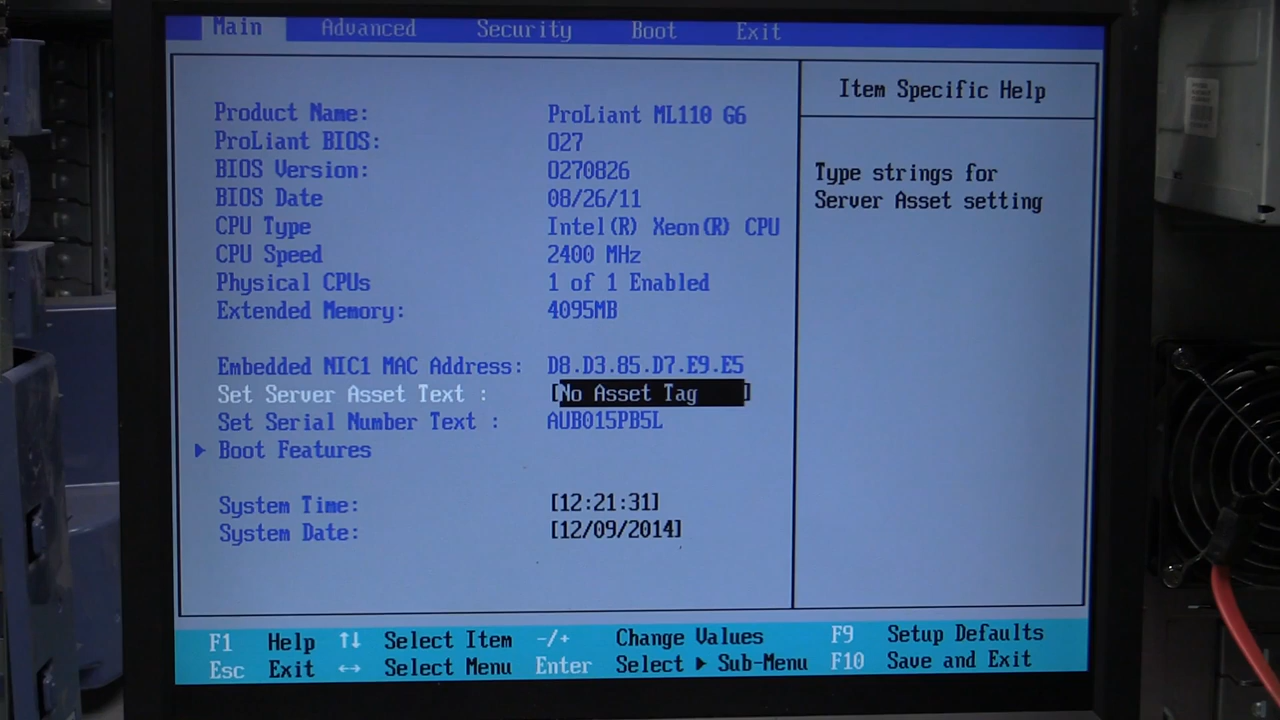 Main Advanced Security Boot Exit
Item Specific Help
Product Name: ProLiant ML110 G6
ProLiant BIOS: O27
BIOS Version: O270826
Type strings for
BIOS Date 08/26/11
Server Asset setting
CPU Type Intel(R) Xeon(R) CPU
CPU Speed 2400 MHz
Physical CPUs 1 of 1 Enabled
Extended Memory: 4095MB
Embedded NIC1 MAC Address: D8.D3.85.D7.E9.E5
Set Server Asset Text : [No Asset Tag ]
Set Serial Number Text : AUB015PB5L
Boot Features
System Time: [12:21:31]
System Date: [12/09/2014]
F1 Help ↑↓ Select Item -/+ Change Values F9 Setup Defaults
Esc Exit ↔ Select Menu Enter Select ▶ Sub-Menu F10 Save and Exit